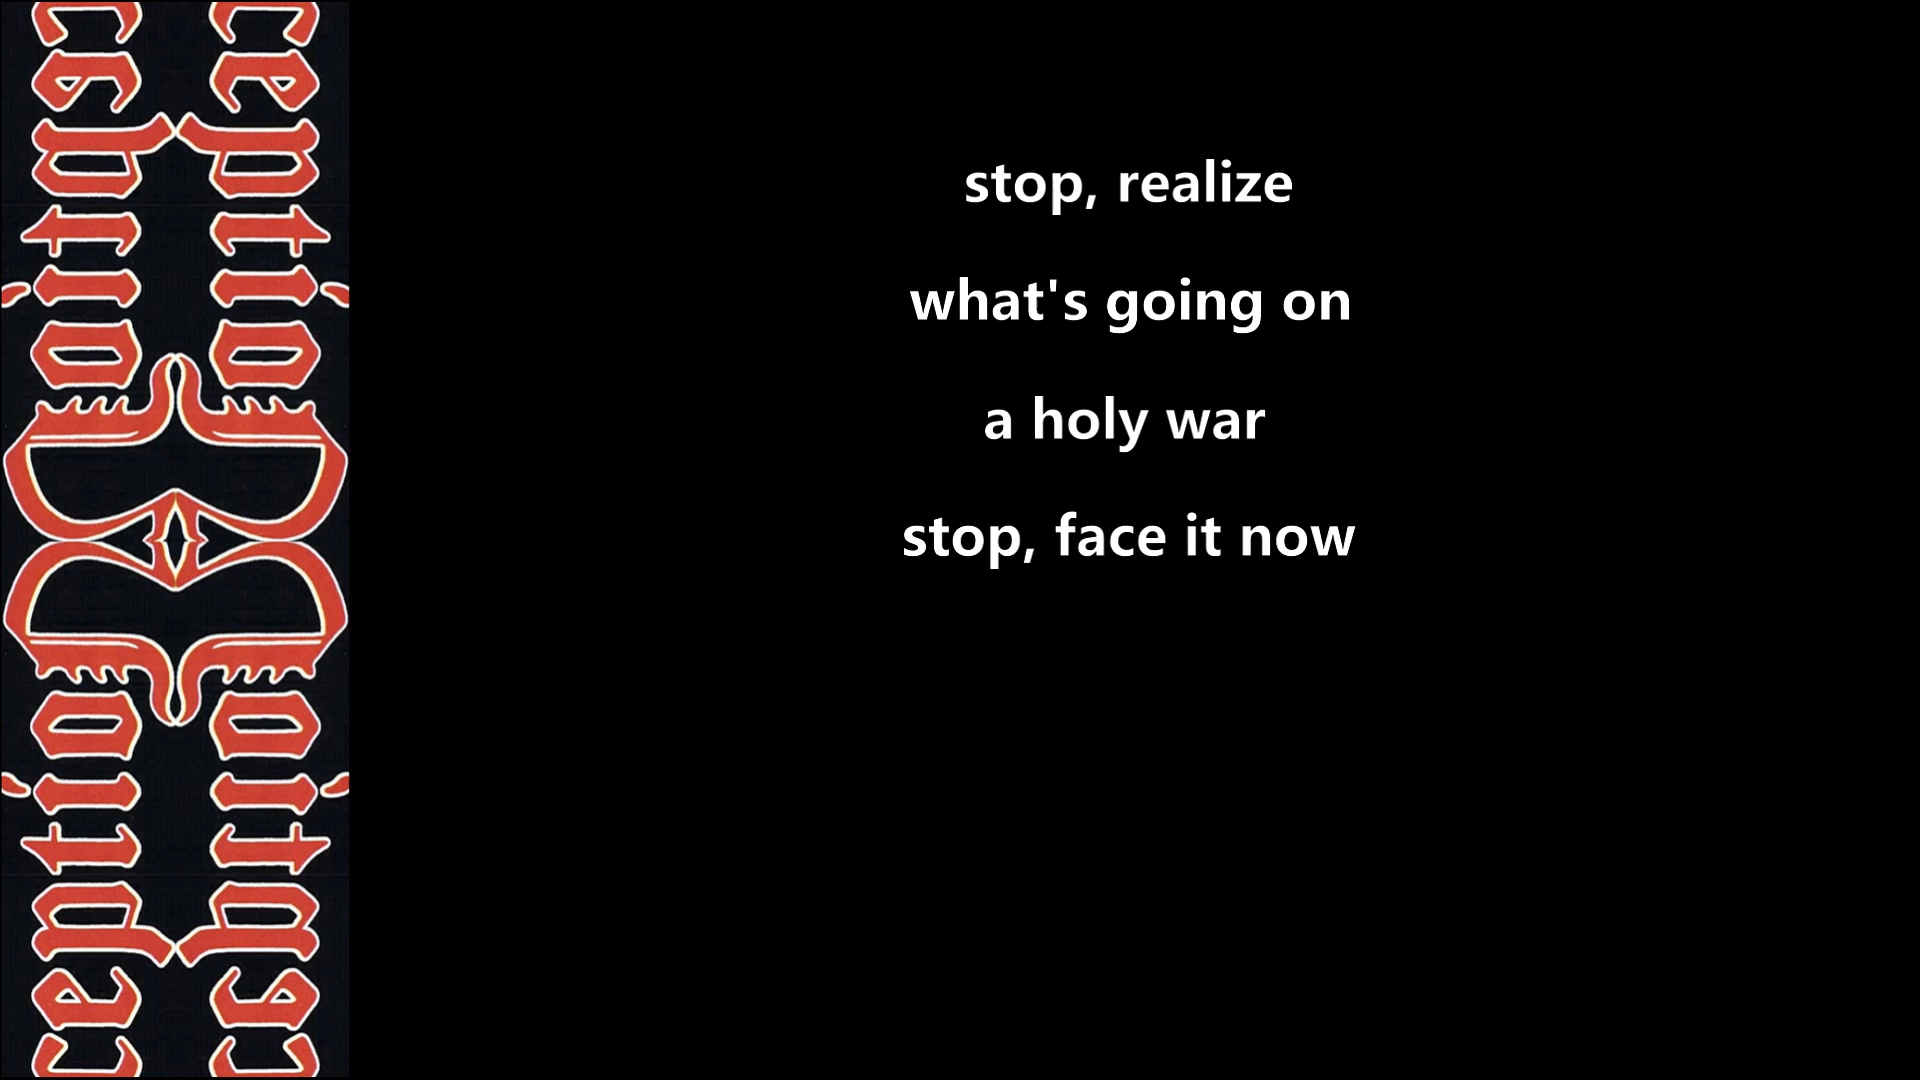 stop, realize
what's going on
a holy war
stop, face it now